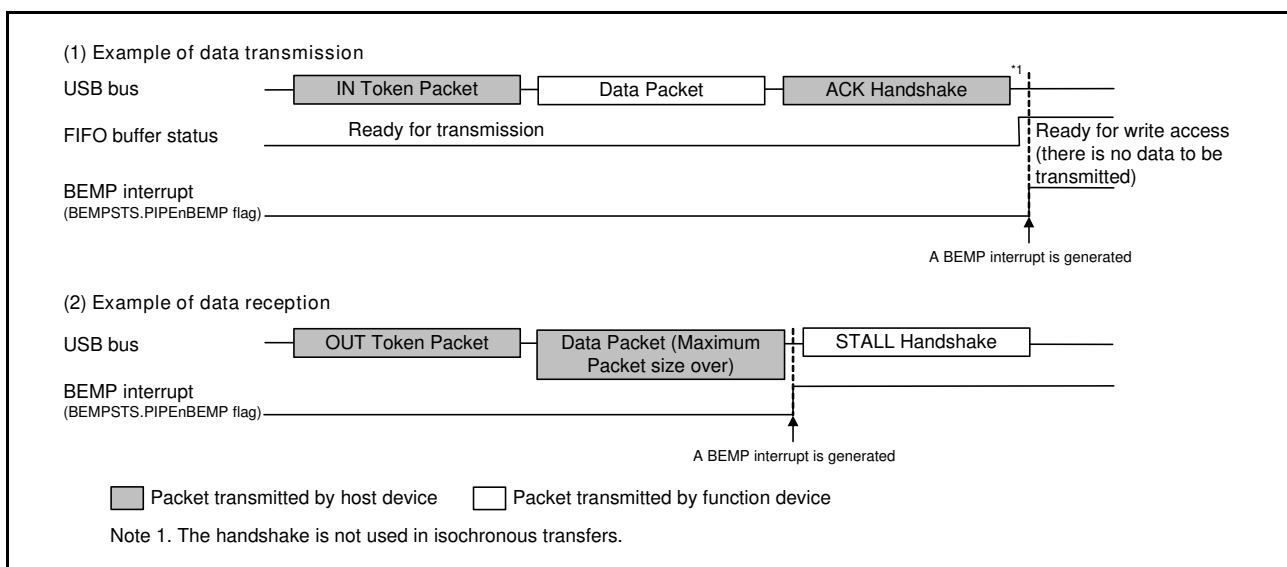 (1) Example of data transmission
*1
USB bus
IN Token Packet
Data Packet
ACK Handshake
FIFO buffer status
Ready for transmission
Ready for write access
(there is no data to be
transmitted)
BEMP interrupt
(BEMPSTS.PIPEnBEMP flag)
A BEMP interrupt is generated
(2) Example of data reception
USB bus
OUT Token Packet
Data Packet (Maximum
Packet size over)
STALL Handshake
BEMP interrupt
(BEMPSTS.PIPEnBEMP flag)
A BEMP interrupt is generated
Packet transmitted by host device
Packet transmitted by function device
Note 1. The handshake is not used in isochronous transfers.